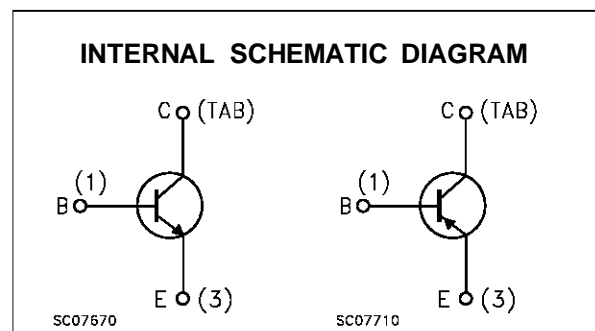 INTERNAL SCHEMATIC DIAGRAM
C (TAB) C (TAB)
(1) (1)
B B
E (3) E (3)
SC07670 SC07710